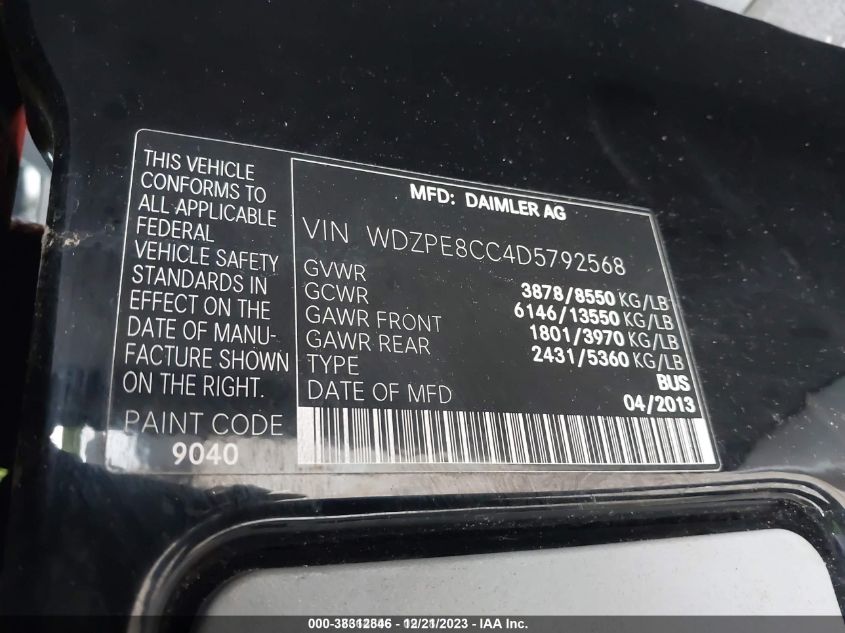 THIS VEHICLE
CONFORMS TO
ALL APPLICABLE
FEDERAL
VEHICLE SAFETY
STANDARDS IN
EFFECT ON THE
DATE OF MANU-
FACTURE SHOWN
ON THE RIGHT.
PAINT CODE
9040
MFD: DAIMLER AG
VIN WDZPE8CC4D5792568
GVWR 3878/8550 KG/LB
GCWR 6146/13550 KG/LB
GAWR FRONT 1801/3970 KG/LB
GAWR REAR 2431/5360 KG/LB
TYPE BUS
DATE OF MFD 04/2013
000-38312846 - 12/21/2023 - IAA Inc.